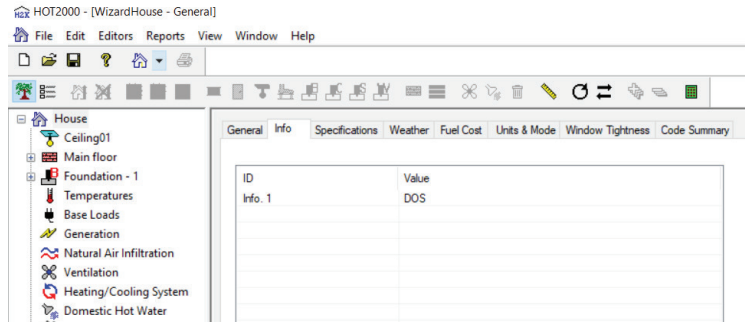 HOT2000 - [WizardHouse - General]
File Edit Editors Reports View Window Help
House
Ceiling01
Main floor
Foundation - 1
Temperatures
Base Loads
Generation
Natural Air Infiltration
Ventilation
Heating/Cooling System
Domestic Hot Water
General Info Specifications Weather Fuel Cost Units & Mode Window Tightness Code Summary
ID Value
Info. 1 DOS